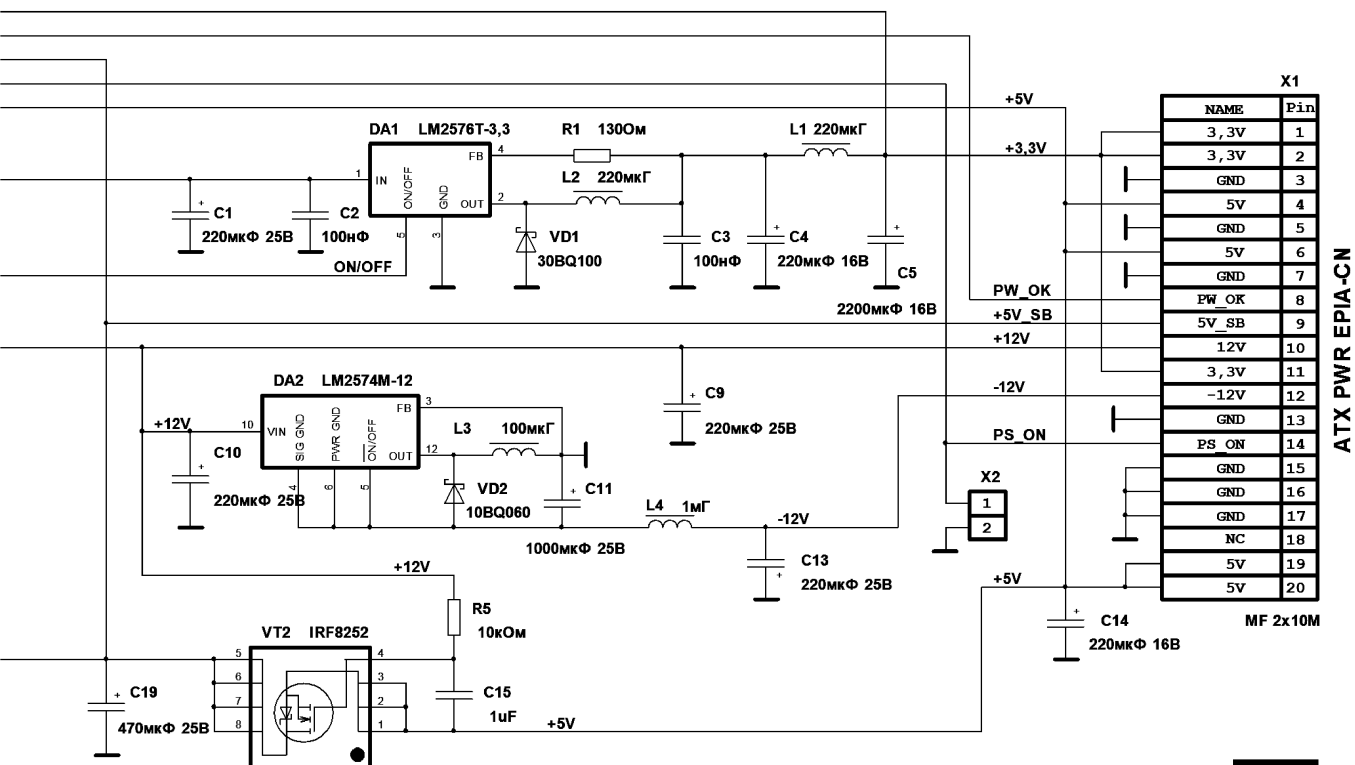 X1
+5V
NAME Pin
DA1 LM2576T-3,3
R1 130Ом
L1 220мкГ
3,3V 1
FB 4
+3,3V
3,3V 2
1 IN
ON/OFF
GND
L2 220мкГ
GND 3
OUT 2
5V 4
C1
220мкФ 25В
C2
100нФ
5
3
VD1
30BQ100
C3
100нФ
+ C4
220мкФ 16В
+
C5
2200мкФ 16В
GND 5
5V 6
ON/OFF
GND 7
PW_OK
PW_OK 8
+5V_SB
5V_SB 9
+12V
12V 10
3,3V 11
DA2 LM2574M-12
-12V
-12V 12
+ C9
220мкФ 25В
FB 3
+12V
10 VIN
SIG GND
PWR GND
ON/OFF
OUT 12
L3 100мкГ
GND 13
PS_ON
PS_ON 14
C10
+
220мкФ 25В
4
6
5
VD2
10BQ060
+ C11
1000мкФ 25В
GND 15
X2
1
2
GND 16
L4 1мГ
-12V
GND 17
NC 18
C13
+
220мкФ 25В
+12V
5V 19
+5V
5V 20
MF 2x10M
ATX PWR EPIA-CN
R5
10кОм
+
C14
220мкФ 16В
VT2 IRF8252
5
6
7
8
4
3
2
1
+ C19
470мкФ 25В
C15
1uF
+5V